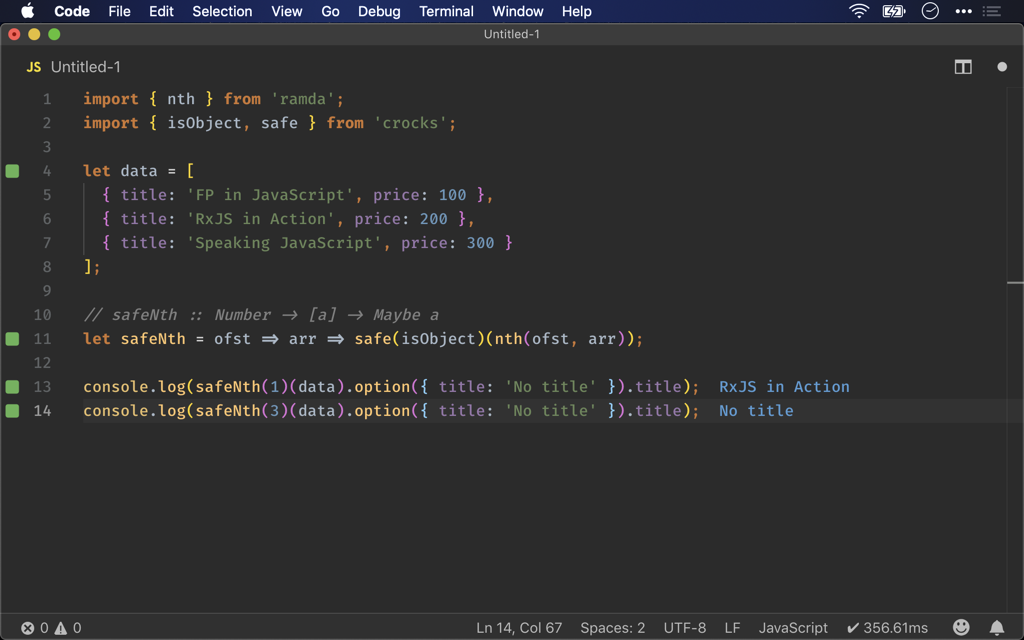 Code File Edit Selection View Go Debug Terminal Window Help
Untitled-1
JS Untitled-1
1 import { nth } from 'ramda';
2 import { isObject, safe } from 'crocks';
3
4 let data = [
5 { title: 'FP in JavaScript', price: 100 },
6 { title: 'RxJS in Action', price: 200 },
7 { title: 'Speaking JavaScript', price: 300 }
8 ];
9
10 // safeNth :: Number → [a] → Maybe a
11 let safeNth = ofst ⇒ arr ⇒ safe(isObject)(nth(ofst, arr));
12
13 console.log(safeNth(1)(data).option({ title: 'No title' }).title); RxJS in Action
14 console.log(safeNth(3)(data).option({ title: 'No title' }).title); No title
0 0 Ln 14, Col 67 Spaces: 2 UTF-8 LF JavaScript ✔ 356.61ms